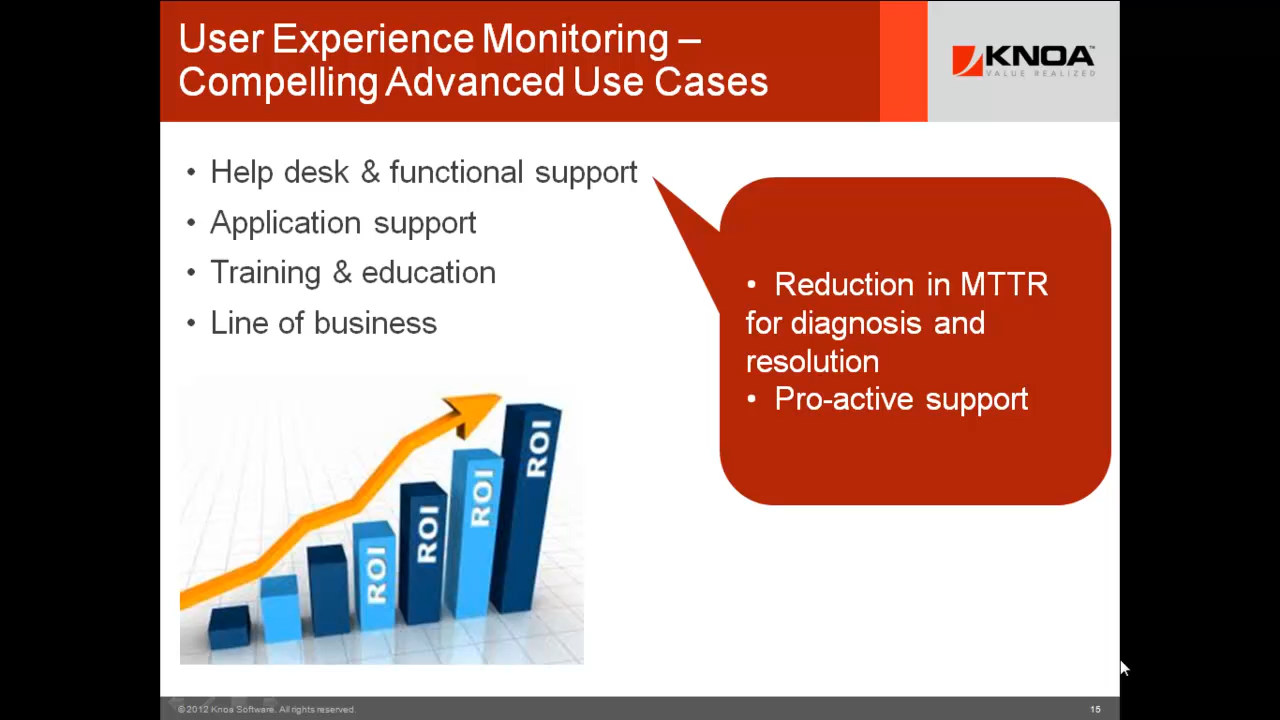 User Experience Monitoring –
Compelling Advanced Use Cases
KNOA™
VALUE REALIZED
• Help desk & functional support
• Application support
• Training & education
• Line of business
• Reduction in MTTR
for diagnosis and
resolution
• Pro-active support
ROI
ROI
ROI
ROI
© 2012 Knoa Software. All rights reserved.
15